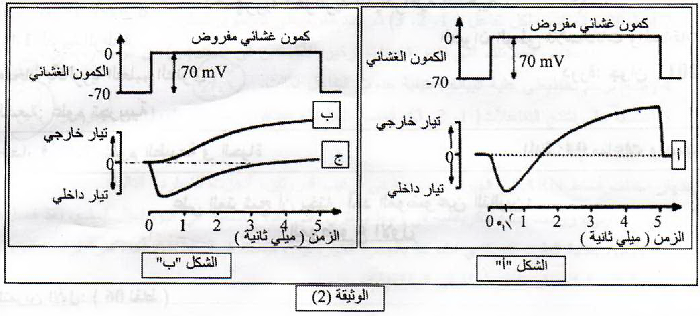 كمون غشائي مفروض
0
الكمون الغشائي
70 mV
-70
تيار خارجي
0
أ
تيار داخلي
0 1 2 3 4 5
الزمن ( ميلي ثانية )
الشكل "أ"
كمون غشائي مفروض
0
الكمون الغشائي
70 mV
-70
تيار خارجي
ب
0
ج
تيار داخلي
0 1 2 3 4 5
الزمن ( ميلي ثانية )
الشكل "ب"
الوثيقة (2)